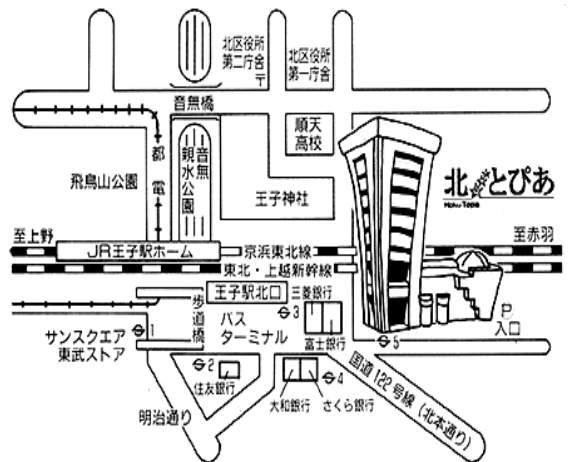 北区役所
第二庁舎
〒
北区役所
第一庁舎
音無橋
順天
高校
都電
音無
親水公園
飛鳥山公園
王子神社
北とぴあ
Hoku-Topia
至上野
JR王子駅ホーム
京浜東北線
至赤羽
東北・上越新幹線
王子駅北口
三菱銀行
3
歩道橋
バス
ターミナル
富士銀行
P
入口
1
サンスクエア
東武ストア
5
2
住友銀行
4
大和銀行
さくら銀行
国道122号線(北本通り)
明治通り